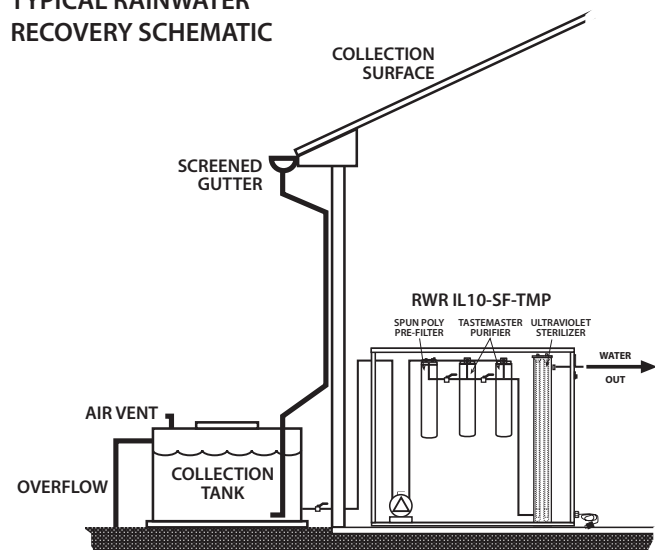 TYPICAL RAINWATER
RECOVERY SCHEMATIC
COLLECTION
SURFACE
SCREENED
GUTTER
RWR IL10-SF-TMP
SPUN POLY
PRE-FILTER
TASTEMASTER
PURIFIER
ULTRAVIOLET
STERILIZER
WATER
OUT
AIR VENT
OVERFLOW
COLLECTION
TANK